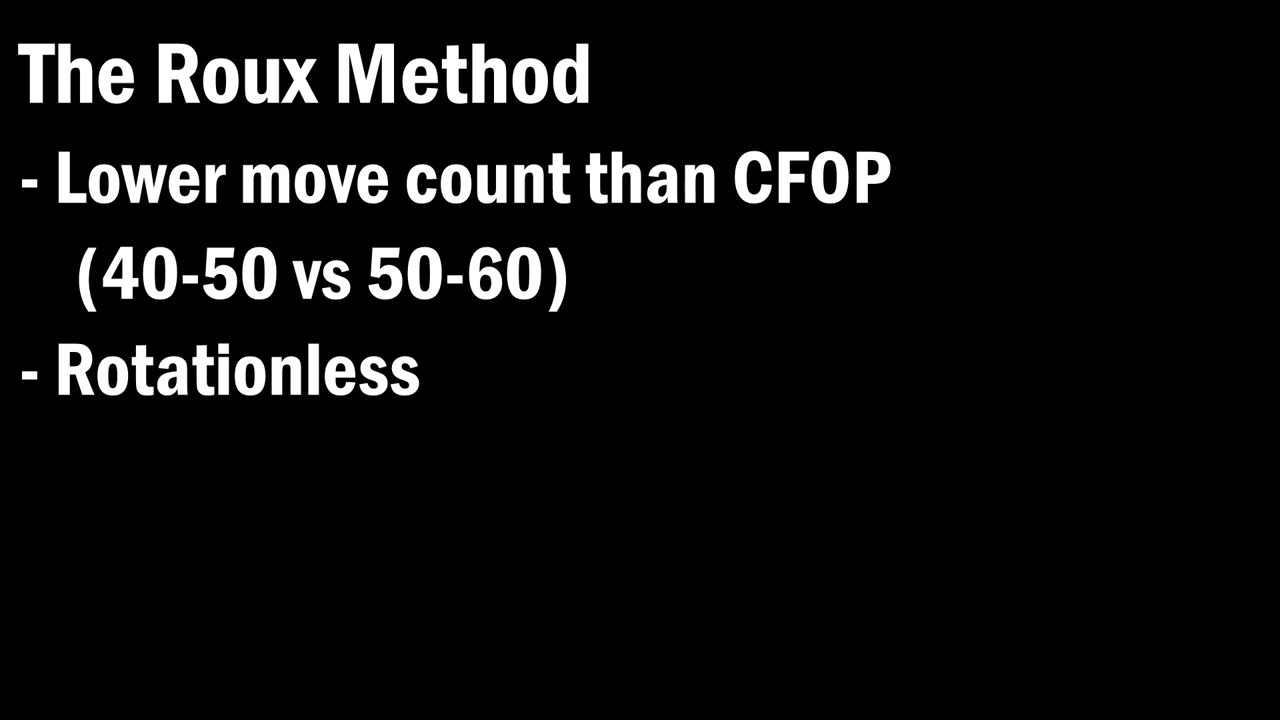 The Roux Method
- Lower move count than CFOP
(40-50 vs 50-60)
- Rotationless